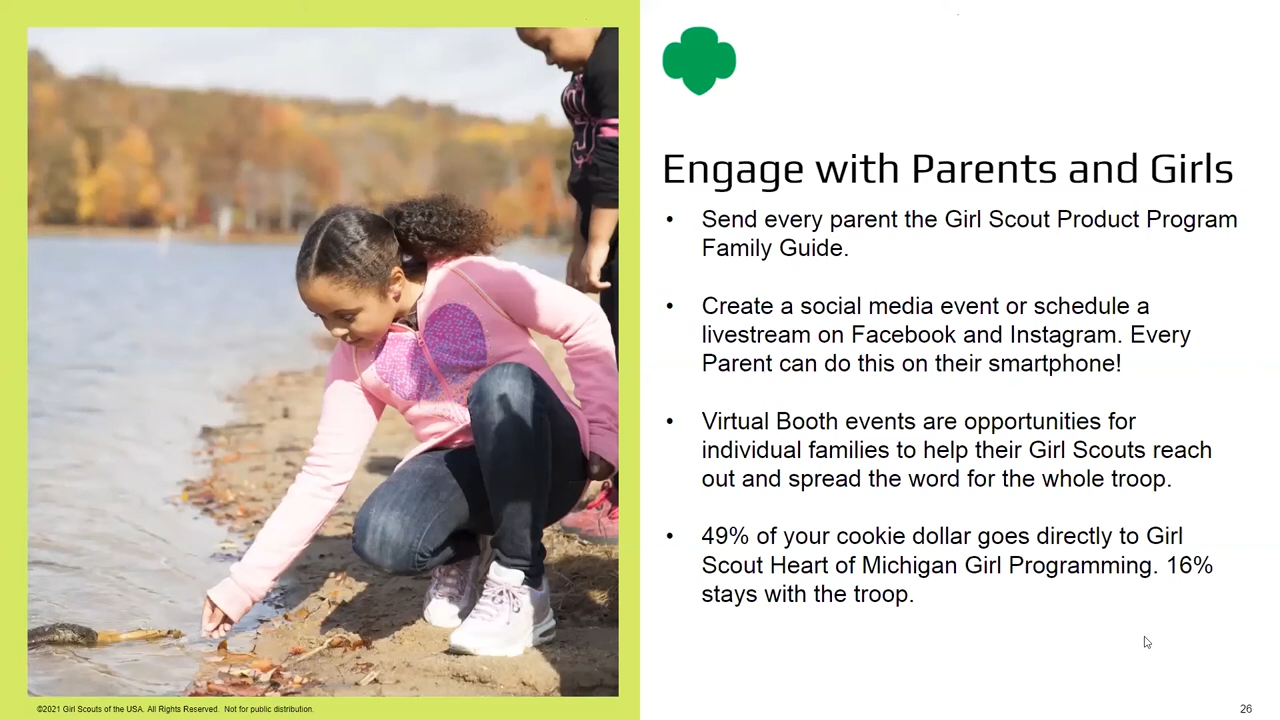 Engage with Parents and Girls
• Send every parent the Girl Scout Product Program
Family Guide.
• Create a social media event or schedule a
livestream on Facebook and Instagram. Every
Parent can do this on their smartphone!
• Virtual Booth events are opportunities for
individual families to help their Girl Scouts reach
out and spread the word for the whole troop.
• 49% of your cookie dollar goes directly to Girl
Scout Heart of Michigan Girl Programming. 16%
stays with the troop.
©2021 Girl Scouts of the USA. All Rights Reserved. Not for public distribution.
26